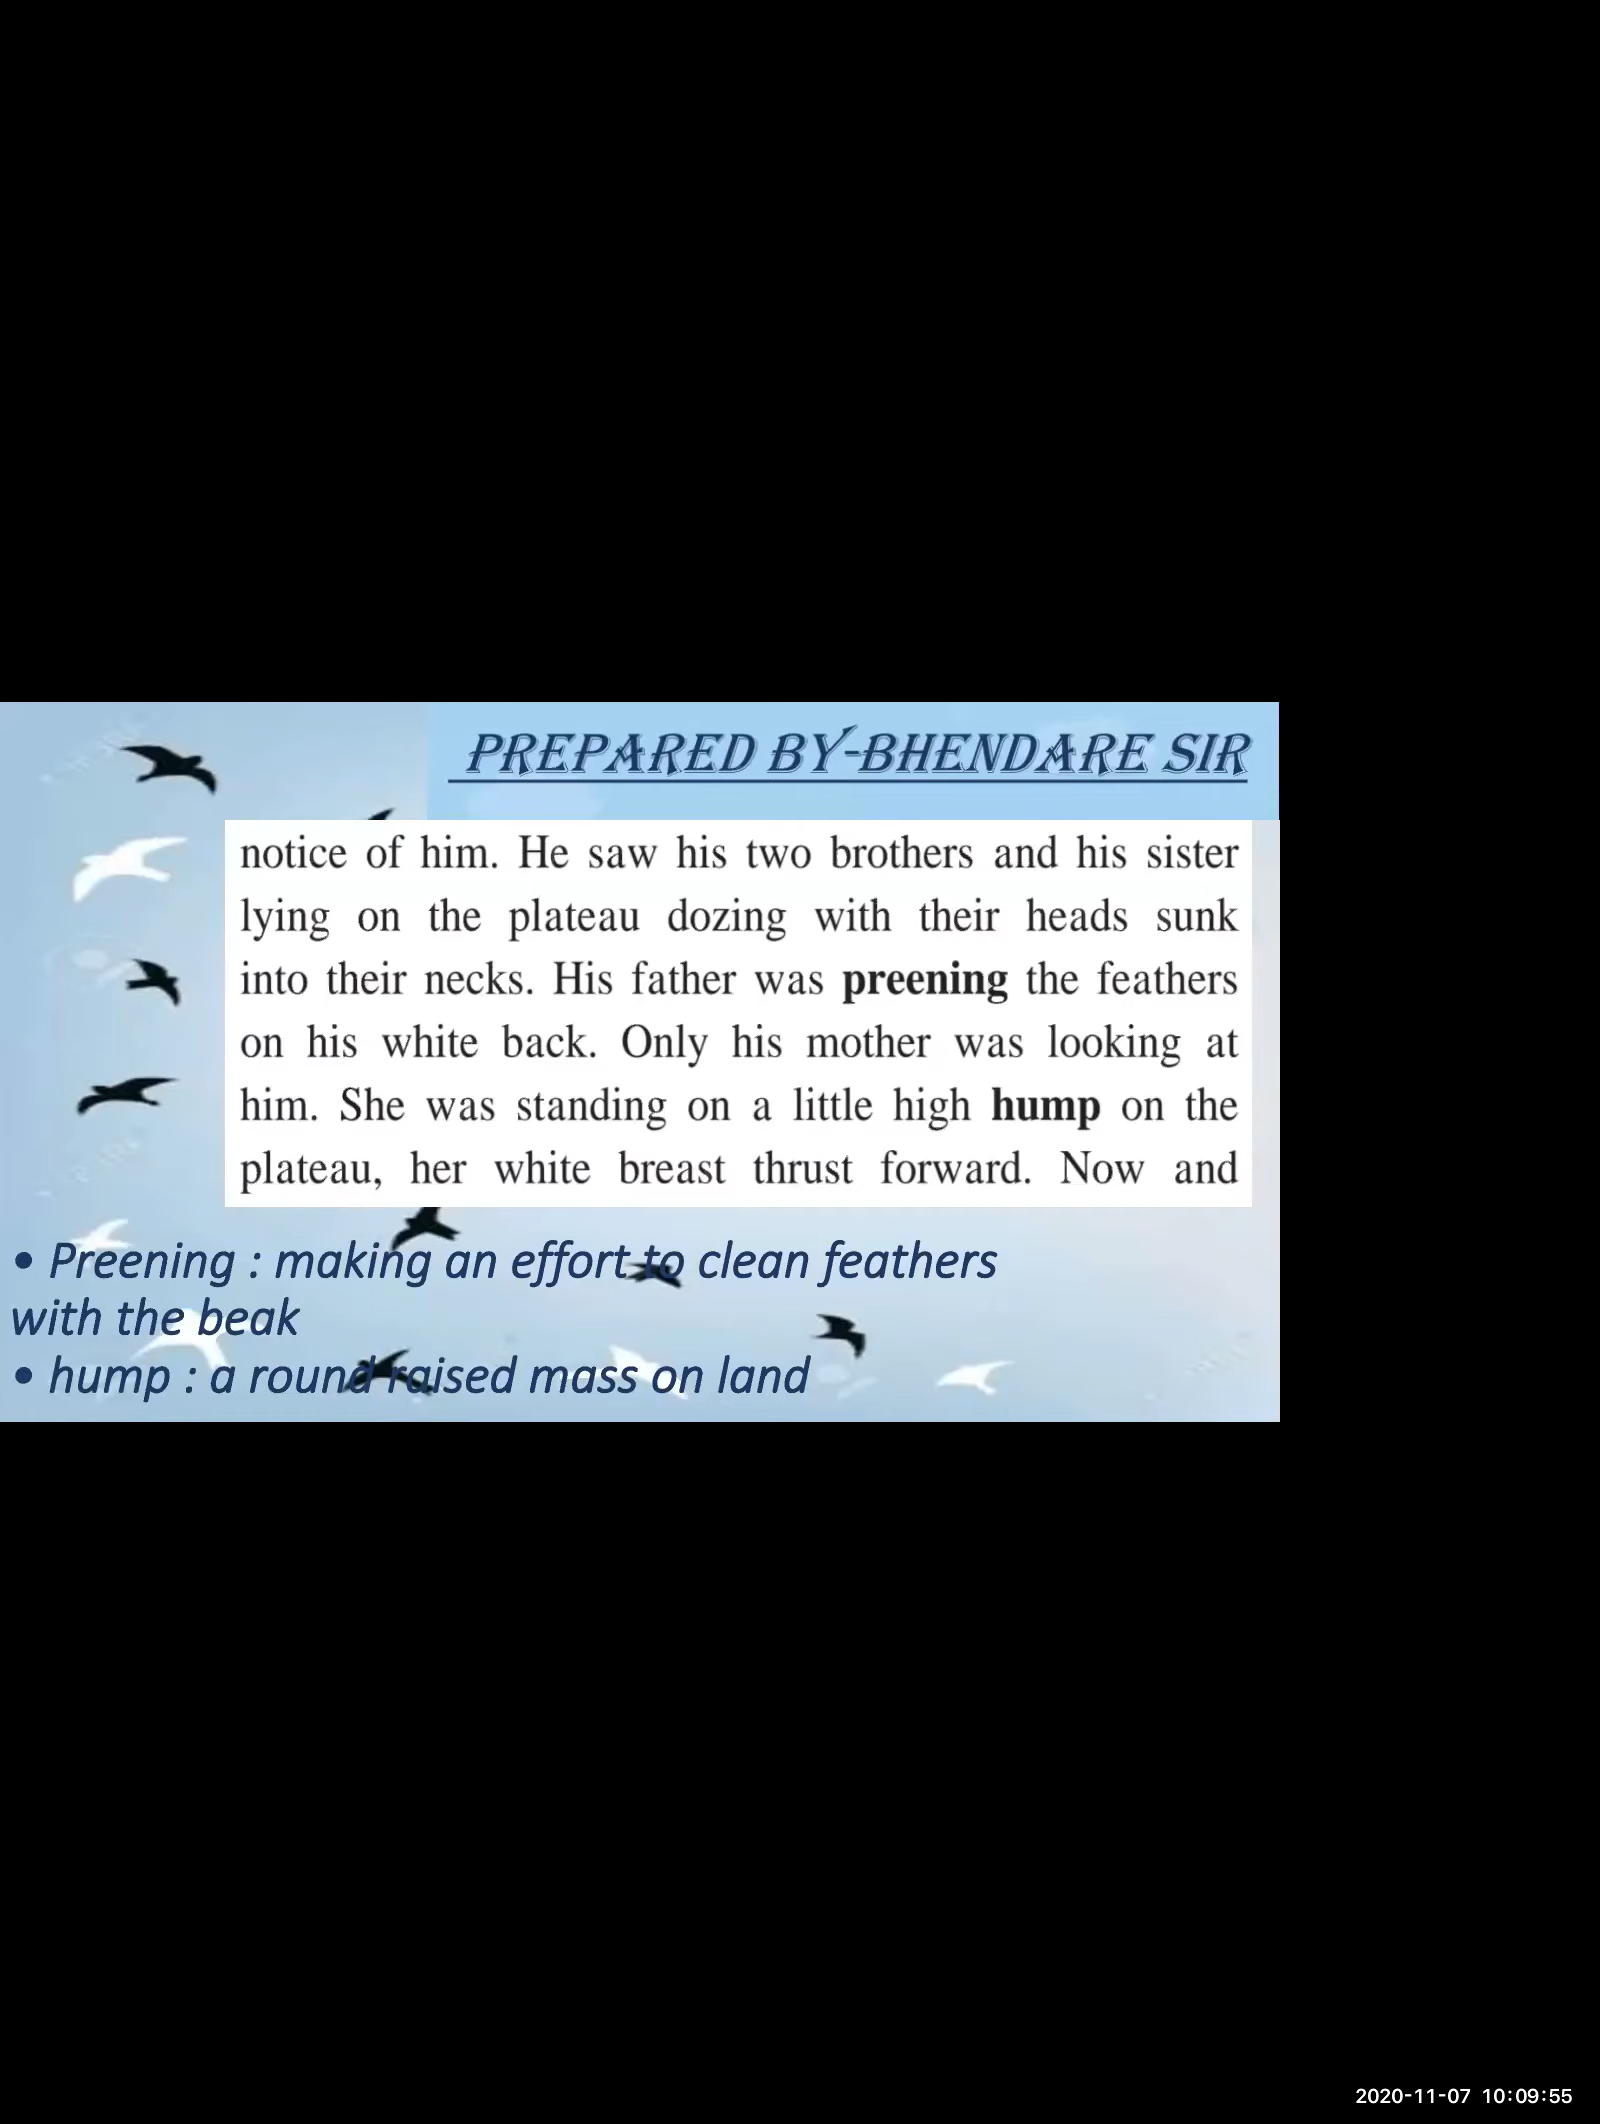 PREPARED BY-BHENDARE SIR
notice of him. He saw his two brothers and his sister
lying on the plateau dozing with their heads sunk
into their necks. His father was preening the feathers
on his white back. Only his mother was looking at
him. She was standing on a little high hump on the
plateau, her white breast thrust forward. Now and
• Preening : making an effort to clean feathers
with the beak
• hump : a round raised mass on land
2020-11-07 10:09:55